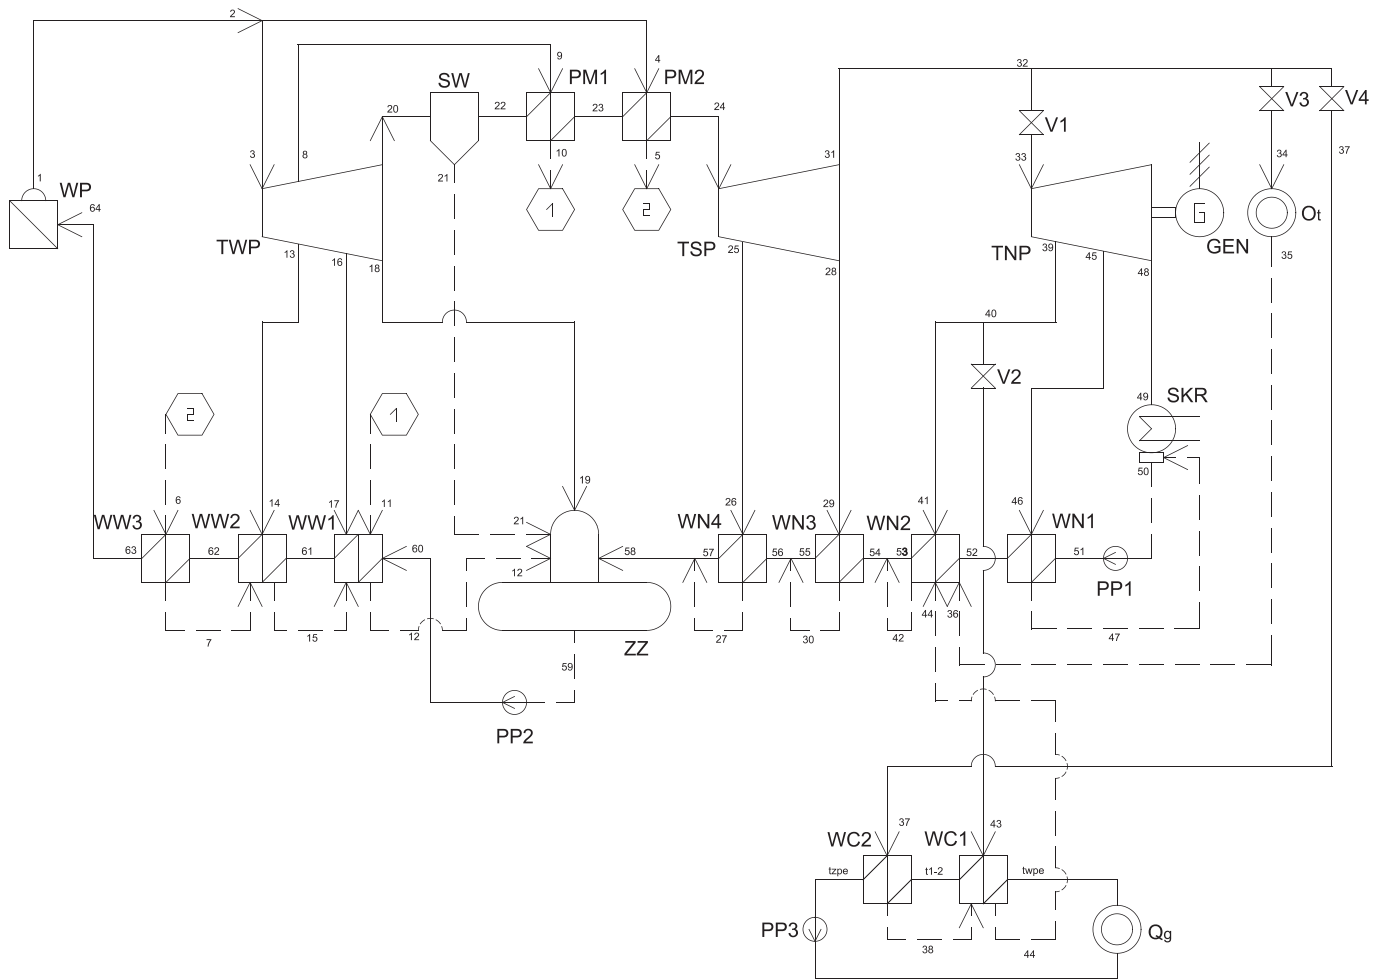 2
32
9
4
SW
PM1
PM2
V3
V4
20
22
23
24
V1
3
8
21
10
5
31
33
34
37
1
WP
64
1
2
G
Ot
TWP
13
16
18
TSP
25
28
TNP
39
45
48
GEN
35
40
V2
2
1
49
SKR
50
6
14
17
11
19
26
29
41
46
WW3
WW2
WW1
21
WN4
WN3
WN2
WN1
63
62
61
60
58
57
56
55
54
53
52
51
12
PP1
7
15
12
27
30
42
44
36
47
ZZ
59
PP2
WC2
37
WC1
43
tzpe
t1-2
twpe
PP3
38
44
Qg